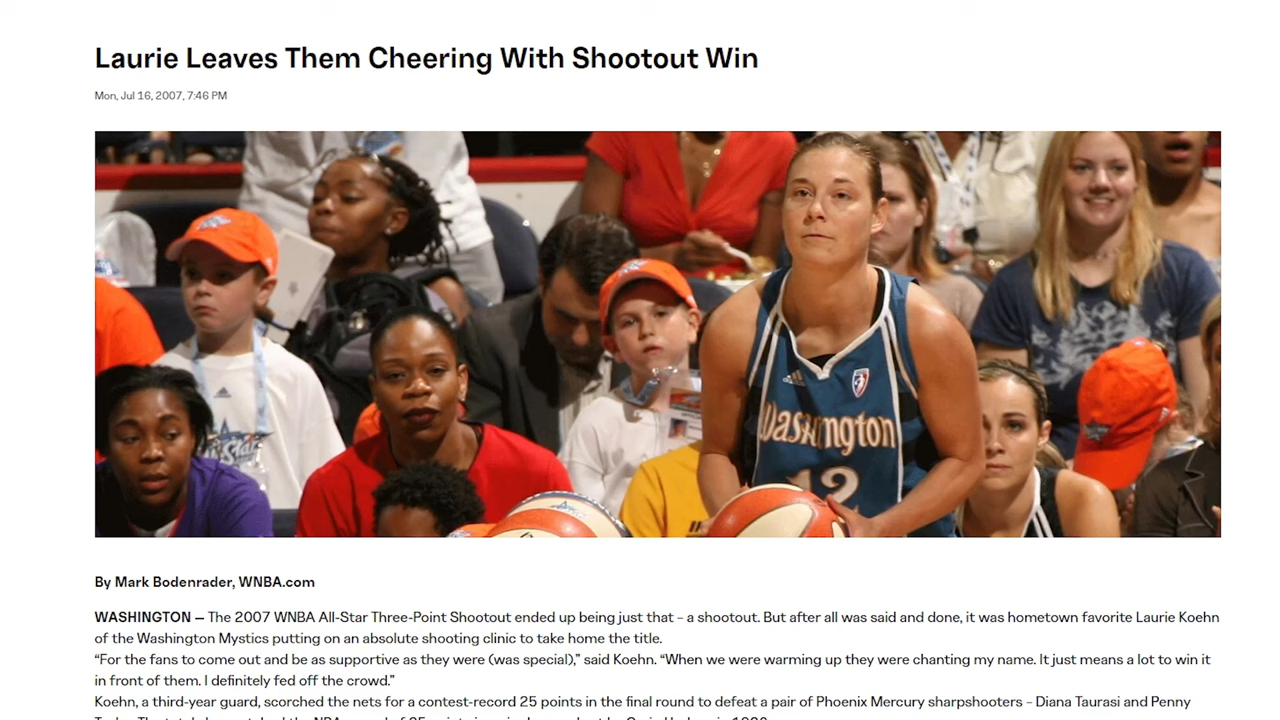 Laurie Leaves Them Cheering With Shootout Win
Mon, Jul 16, 2007, 7:46 PM
Washington
12
By Mark Bodenrader, WNBA.com
WASHINGTON – The 2007 WNBA All-Star Three-Point Shootout ended up being just that – a shootout. But after all was said and done, it was hometown favorite Laurie Koehn
of the Washington Mystics putting on an absolute shooting clinic to take home the title.
“For the fans to come out and be as supportive as they were (was special),” said Koehn. “When we were warming up they were chanting my name. It just means a lot to win it
in front of them. I definitely fed off the crowd.”
Koehn, a third-year guard, scorched the nets for a contest-record 25 points in the final round to defeat a pair of Phoenix Mercury sharpshooters – Diana Taurasi and Penny